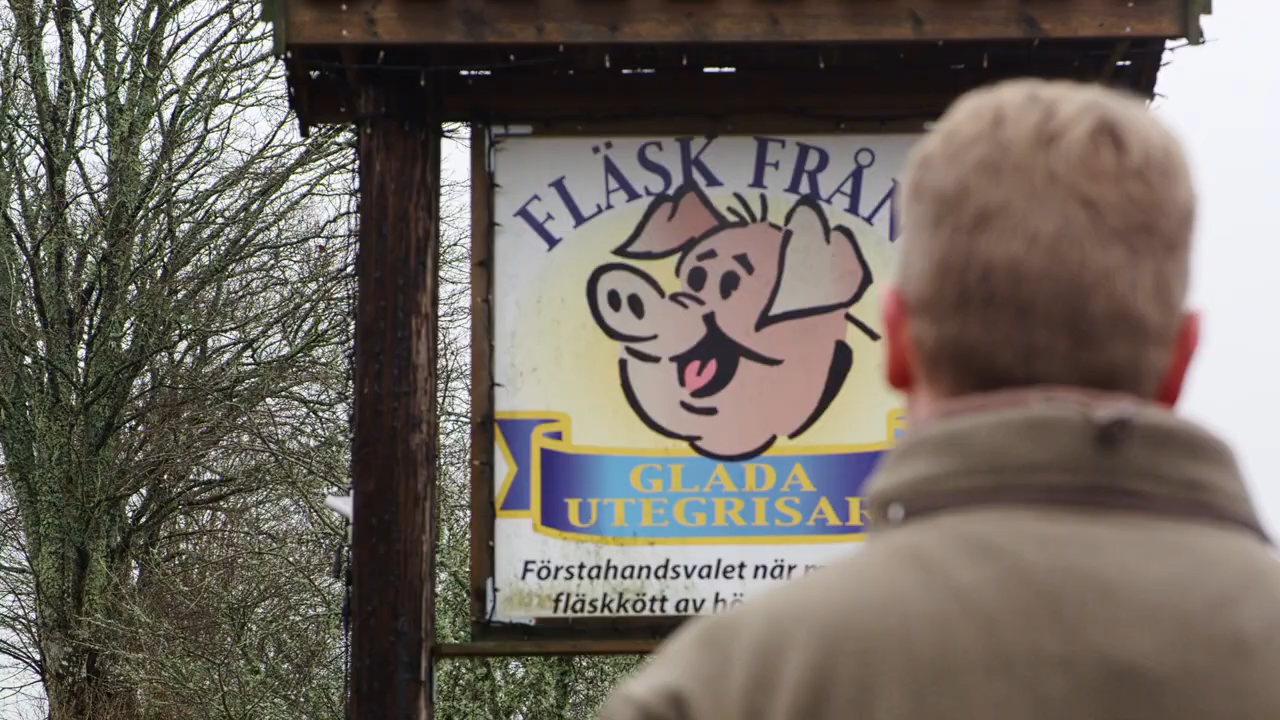 FLÄSK FRÅN
GLADA
UTEGRISAR
Förstahandsvalet när
fläskkött av